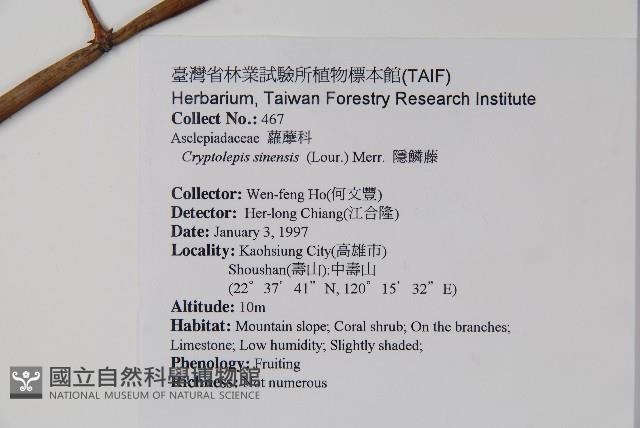 臺灣省林業試驗所植物標本館(TAIF)
Herbarium, Taiwan Forestry Research Institute
Collect No.: 467
Asclepiadaceae 蘿藦科
Cryptolepis sinensis (Lour.) Merr. 隱鱗藤
Collector: Wen-feng Ho(何文豐)
Detector: Her-long Chiang(江合隆)
Date: January 3, 1997
Locality: Kaohsiung City(高雄市)
Shoushan(壽山):中壽山
(22° 37' 41" N, 120° 15' 32" E)
Altitude: 10m
Habitat: Mountain slope; Coral shrub; On the branches;
Limestone; Low humidity; Slightly shaded;
Phenology: Fruiting
Richness: Not numerous
國立自然科學博物館
NATIONAL MUSEUM OF NATURAL SCIENCE